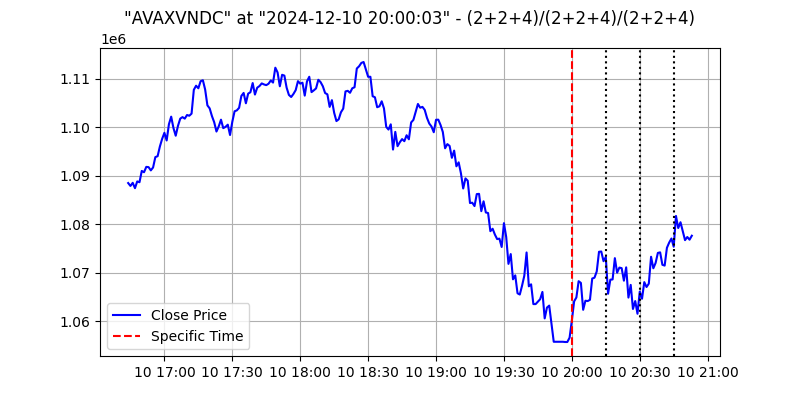 "AVAXVNDC" at "2024-12-10 20:00:03" - (2+2+4)/(2+2+4)/(2+2+4)
1e6
1.11
1.10
1.09
1.08
1.07
1.06
Close Price
Specific Time
10 17:00 10 17:30 10 18:00 10 18:30 10 19:00 10 19:30 10 20:00 10 20:30 10 21:00